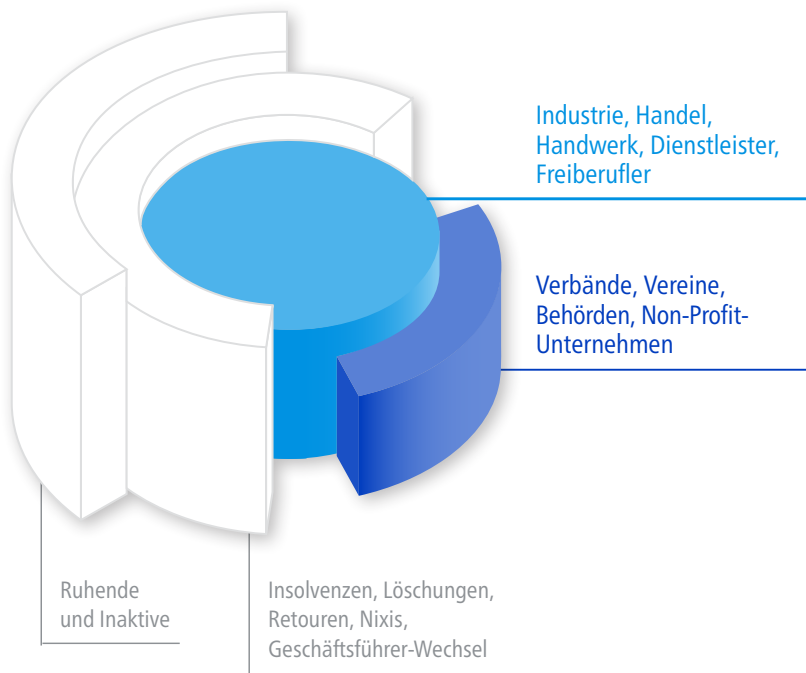 Industrie, Handel,
Handwerk, Dienstleister,
Freiberufler
Verbände, Vereine,
Behörden, Non-Profit-
Unternehmen
Ruhende
und Inaktive
Insolvenzen, Löschungen,
Retouren, Nixis,
Geschäftsführer-Wechsel